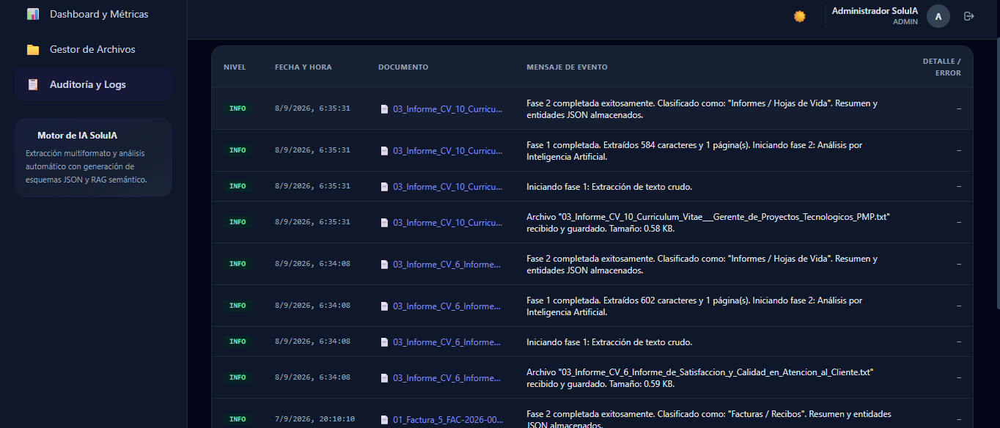 Dashboard y Métricas
Gestor de Archivos
Auditoría y Logs
Motor de IA SoluIA
Extracción multiformato y análisis
automático con generación de
esquemas JSON y RAG semántico.
Administrador SoluIA
ADMIN
A
NIVEL FECHA Y HORA DOCUMENTO MENSAJE DE EVENTO DETALLE /
ERROR
INFO 8/9/2026, 6:35:31 03_Informe_CV_10_Curricu... Fase 2 completada exitosamente. Clasificado como: "Informes / Hojas de Vida". Resumen y
entidades JSON almacenados. –
INFO 8/9/2026, 6:35:31 03_Informe_CV_10_Curricu... Fase 1 completada. Extraídos 584 caracteres y 1 página(s). Iniciando fase 2: Análisis por
Inteligencia Artificial. –
INFO 8/9/2026, 6:35:31 03_Informe_CV_10_Curricu... Iniciando fase 1: Extracción de texto crudo. –
INFO 8/9/2026, 6:35:31 03_Informe_CV_10_Curricu... Archivo "03_Informe_CV_10_Curriculum_Vitae___Gerente_de_Proyectos_Tecnologicos_PMP.txt"
recibido y guardado. Tamaño: 0.58 KB. –
INFO 8/9/2026, 6:34:08 03_Informe_CV_6_Informe... Fase 2 completada exitosamente. Clasificado como: "Informes / Hojas de Vida". Resumen y
entidades JSON almacenados. –
INFO 8/9/2026, 6:34:08 03_Informe_CV_6_Informe... Fase 1 completada. Extraídos 602 caracteres y 1 página(s). Iniciando fase 2: Análisis por
Inteligencia Artificial. –
INFO 8/9/2026, 6:34:08 03_Informe_CV_6_Informe... Iniciando fase 1: Extracción de texto crudo. –
INFO 8/9/2026, 6:34:08 03_Informe_CV_6_Informe... Archivo "03_Informe_CV_6_Informe_de_Satisfaccion_y_Calidad_en_Atencion_al_Cliente.txt"
recibido y guardado. Tamaño: 0.59 KB. –
INFO 7/9/2026, 20:10:10 01_Factura_5_FAC-2026-00... Fase 2 completada exitosamente. Clasificado como: "Facturas / Recibos". Resumen y entidades
JSON almacenados. –